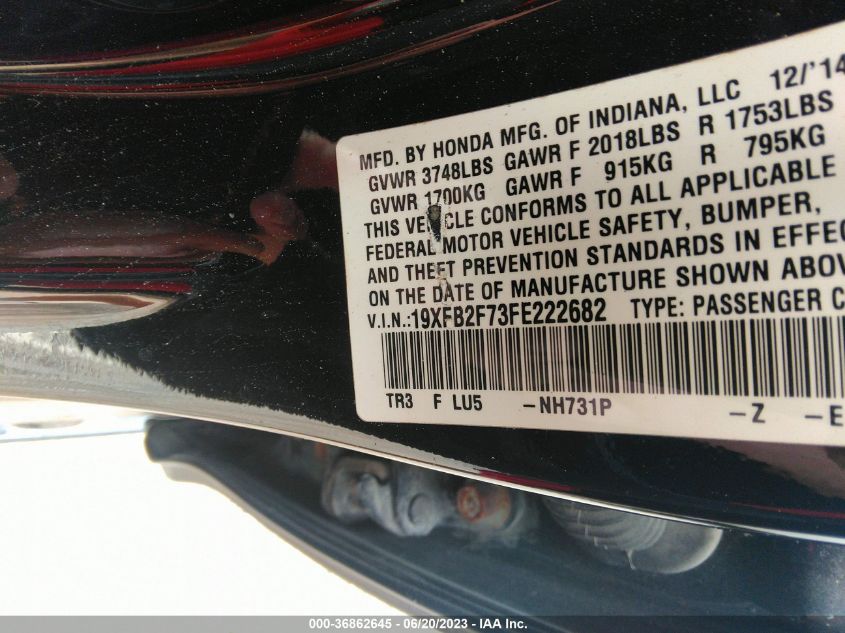 MFD. BY HONDA MFG. OF INDIANA, LLC 12/'14
GVWR 3748LBS GAWR F 2018LBS R 1753LBS
GVWR 1700KG GAWR F 915KG R 795KG
THIS VEHICLE CONFORMS TO ALL APPLICABLE
FEDERAL MOTOR VEHICLE SAFETY, BUMPER,
AND THEFT PREVENTION STANDARDS IN EFFEC
ON THE DATE OF MANUFACTURE SHOWN ABOV
V.I.N.:19XFB2F73FE222682 TYPE: PASSENGER C
TR3 F LU5 -NH731P -Z -E
000-36862645 - 06/20/2023 - IAA Inc.